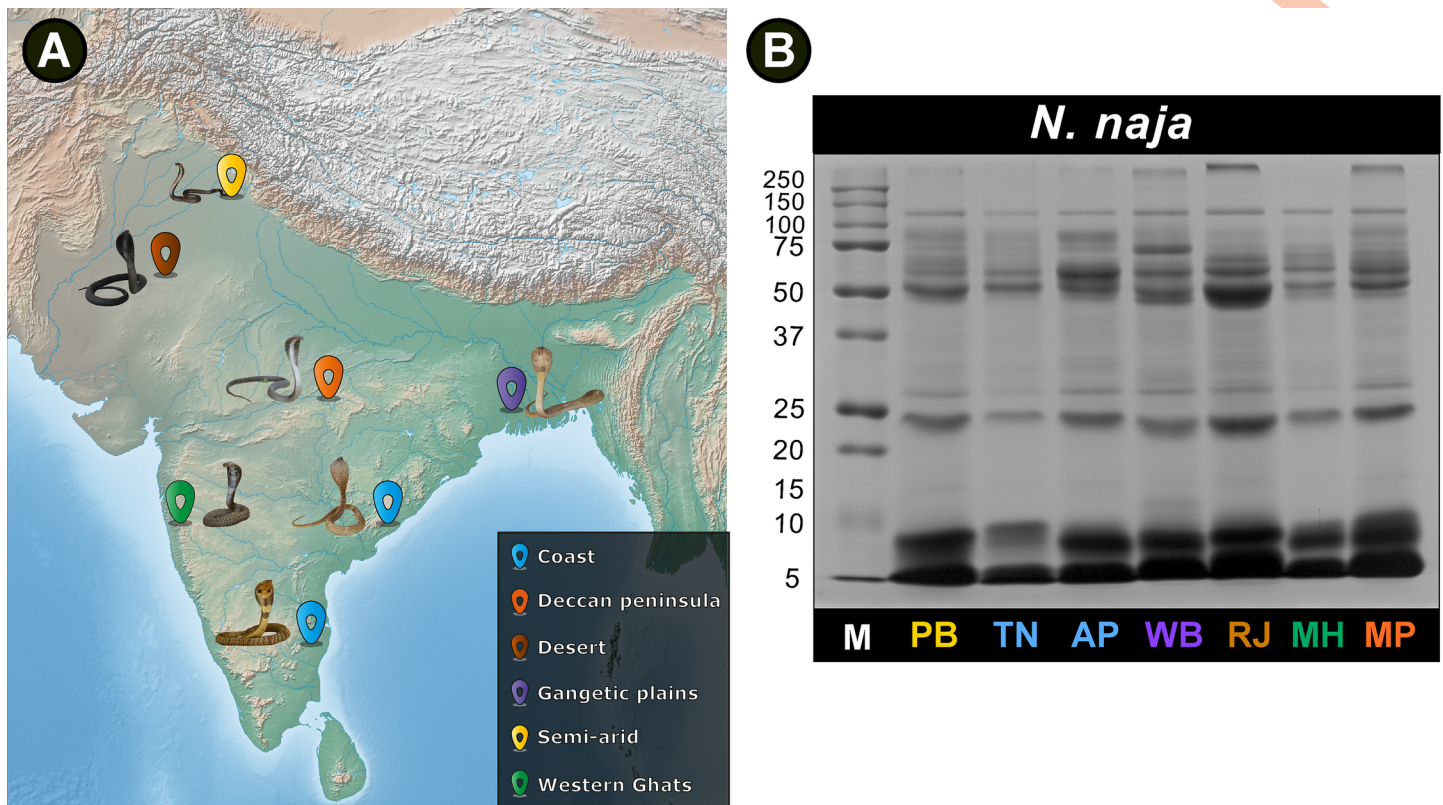 A
Coast
Deccan peninsula
Desert
Gangetic plains
Semi-arid
Western Ghats
B
N. naja
250
150
100
75
50
37
25
20
15
10
5
M PB TN AP WB RJ MH MP